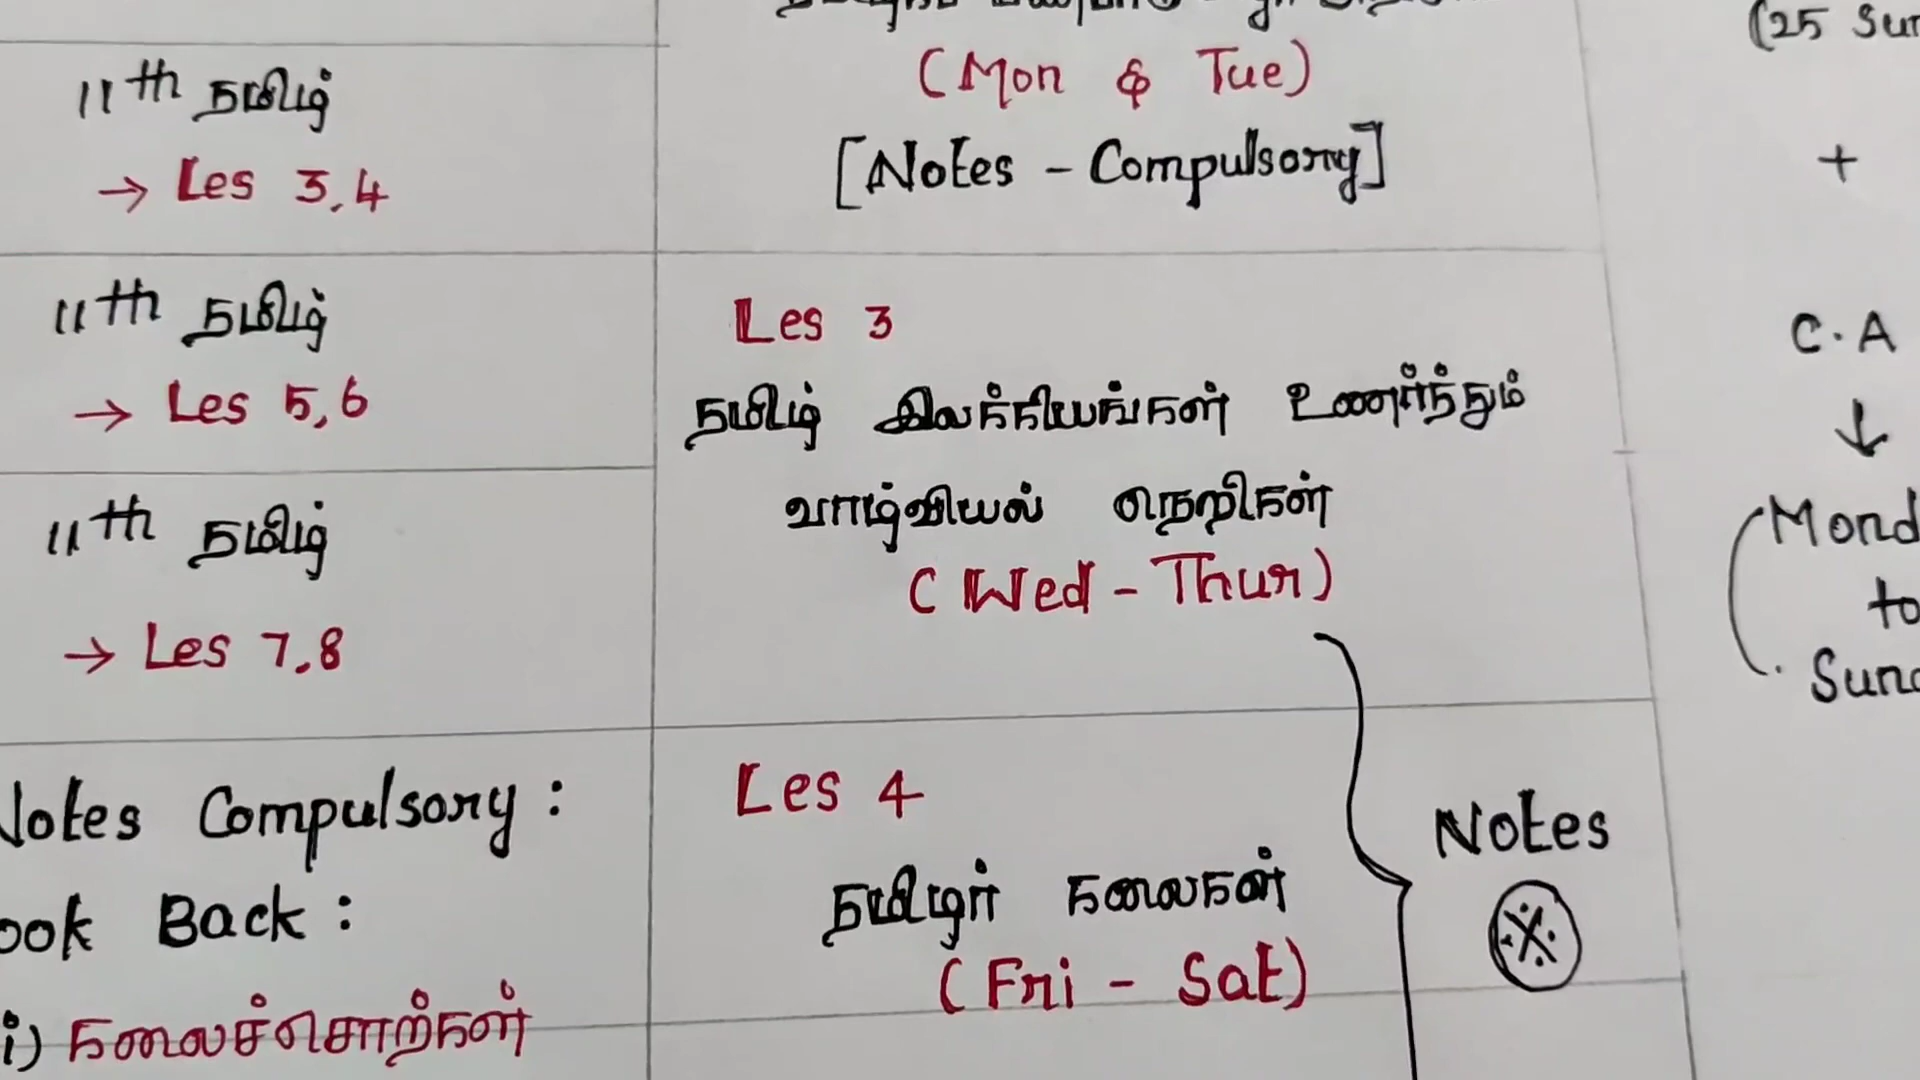 11th தமிழ்
→ Les 3,4
11th தமிழ்
→ Les 5,6
11th தமிழ்
→ Les 7,8
Notes Compulsory :
ook Back :
i) கலைச்சொற்கள்
(Mon & Tue)
[Notes - Compulsory]
Les 3
தமிழ் இலக்கியங்கள் உணர்த்தும்
வாழ்வியல் நெறிகள்
(Wed - Thur)
Les 4
தமிழர் கலைகள்
(Fri - Sat)
Notes
(25 Sun
+
C.A
↓
(Mond
to
Sund